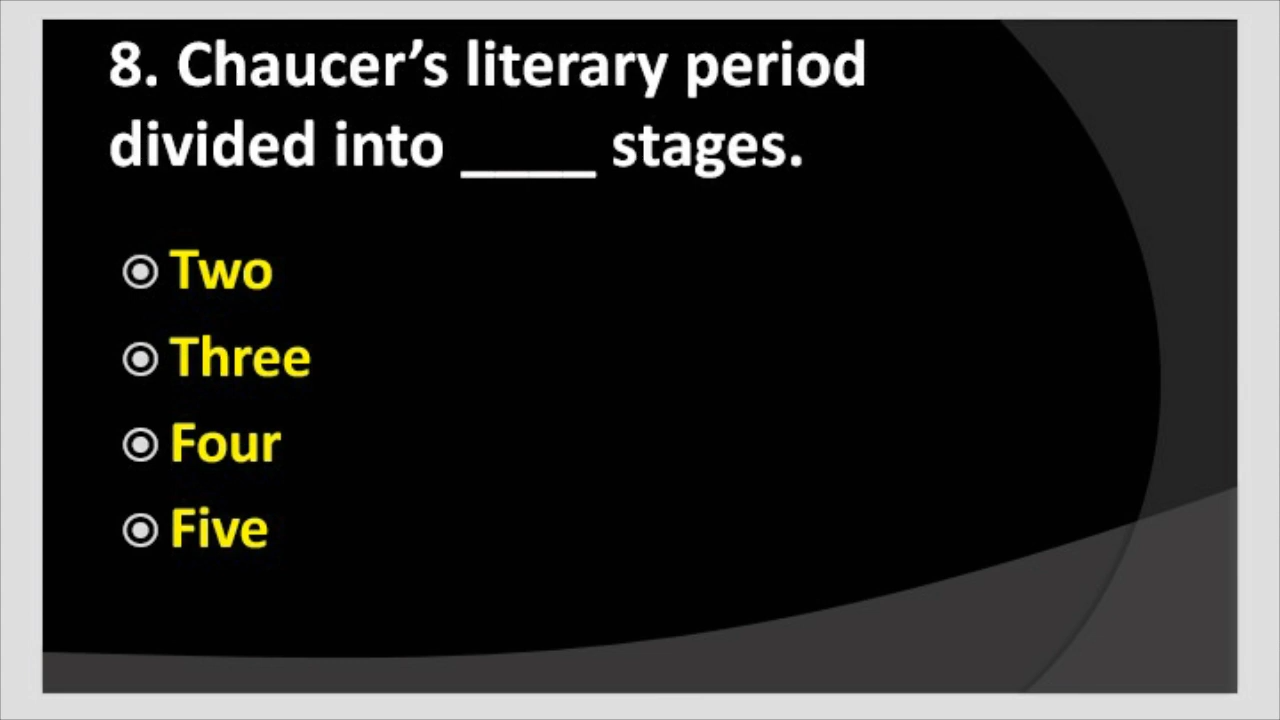 8. Chaucer’s literary period
divided into ____ stages.
Two
Three
Four
Five